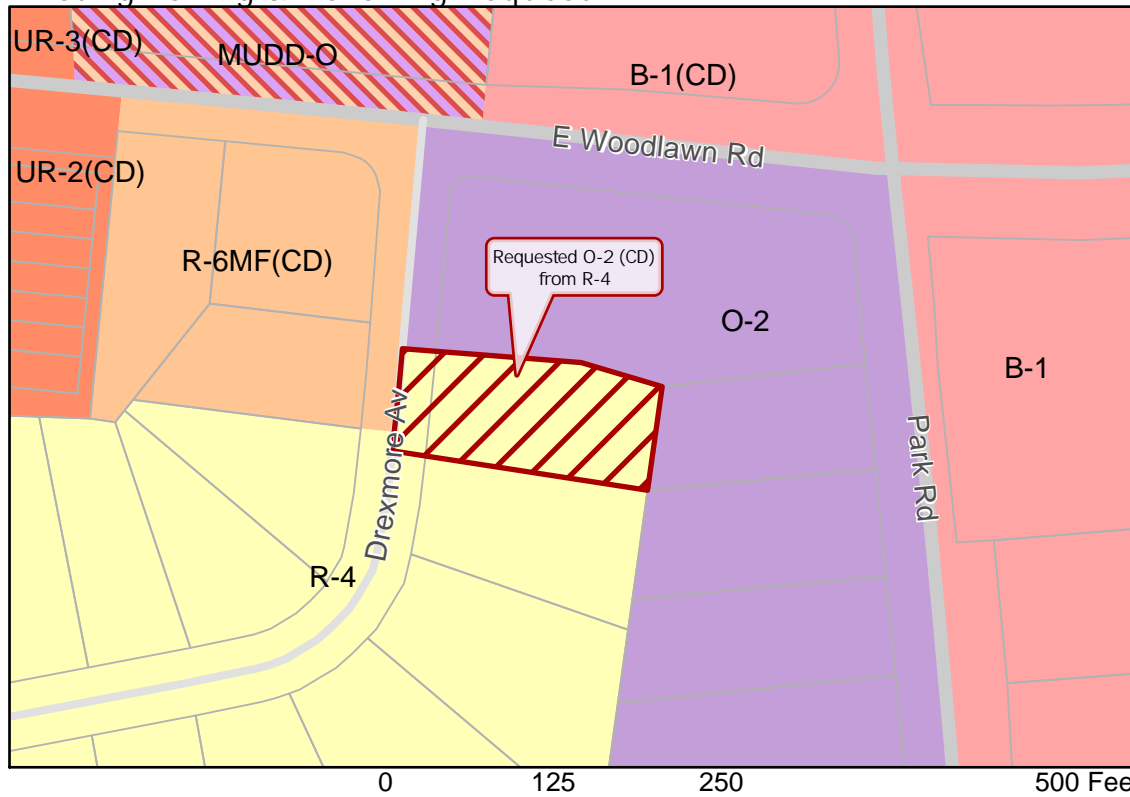 UR-3(CD)
MUDD-O
B-1(CD)
E Woodlawn Rd
UR-2(CD)
R-6MF(CD)
Requested O-2 (CD)
from R-4
O-2
B-1
Drexmore Av
Park Rd
R-4
0 125 250 500 Fee